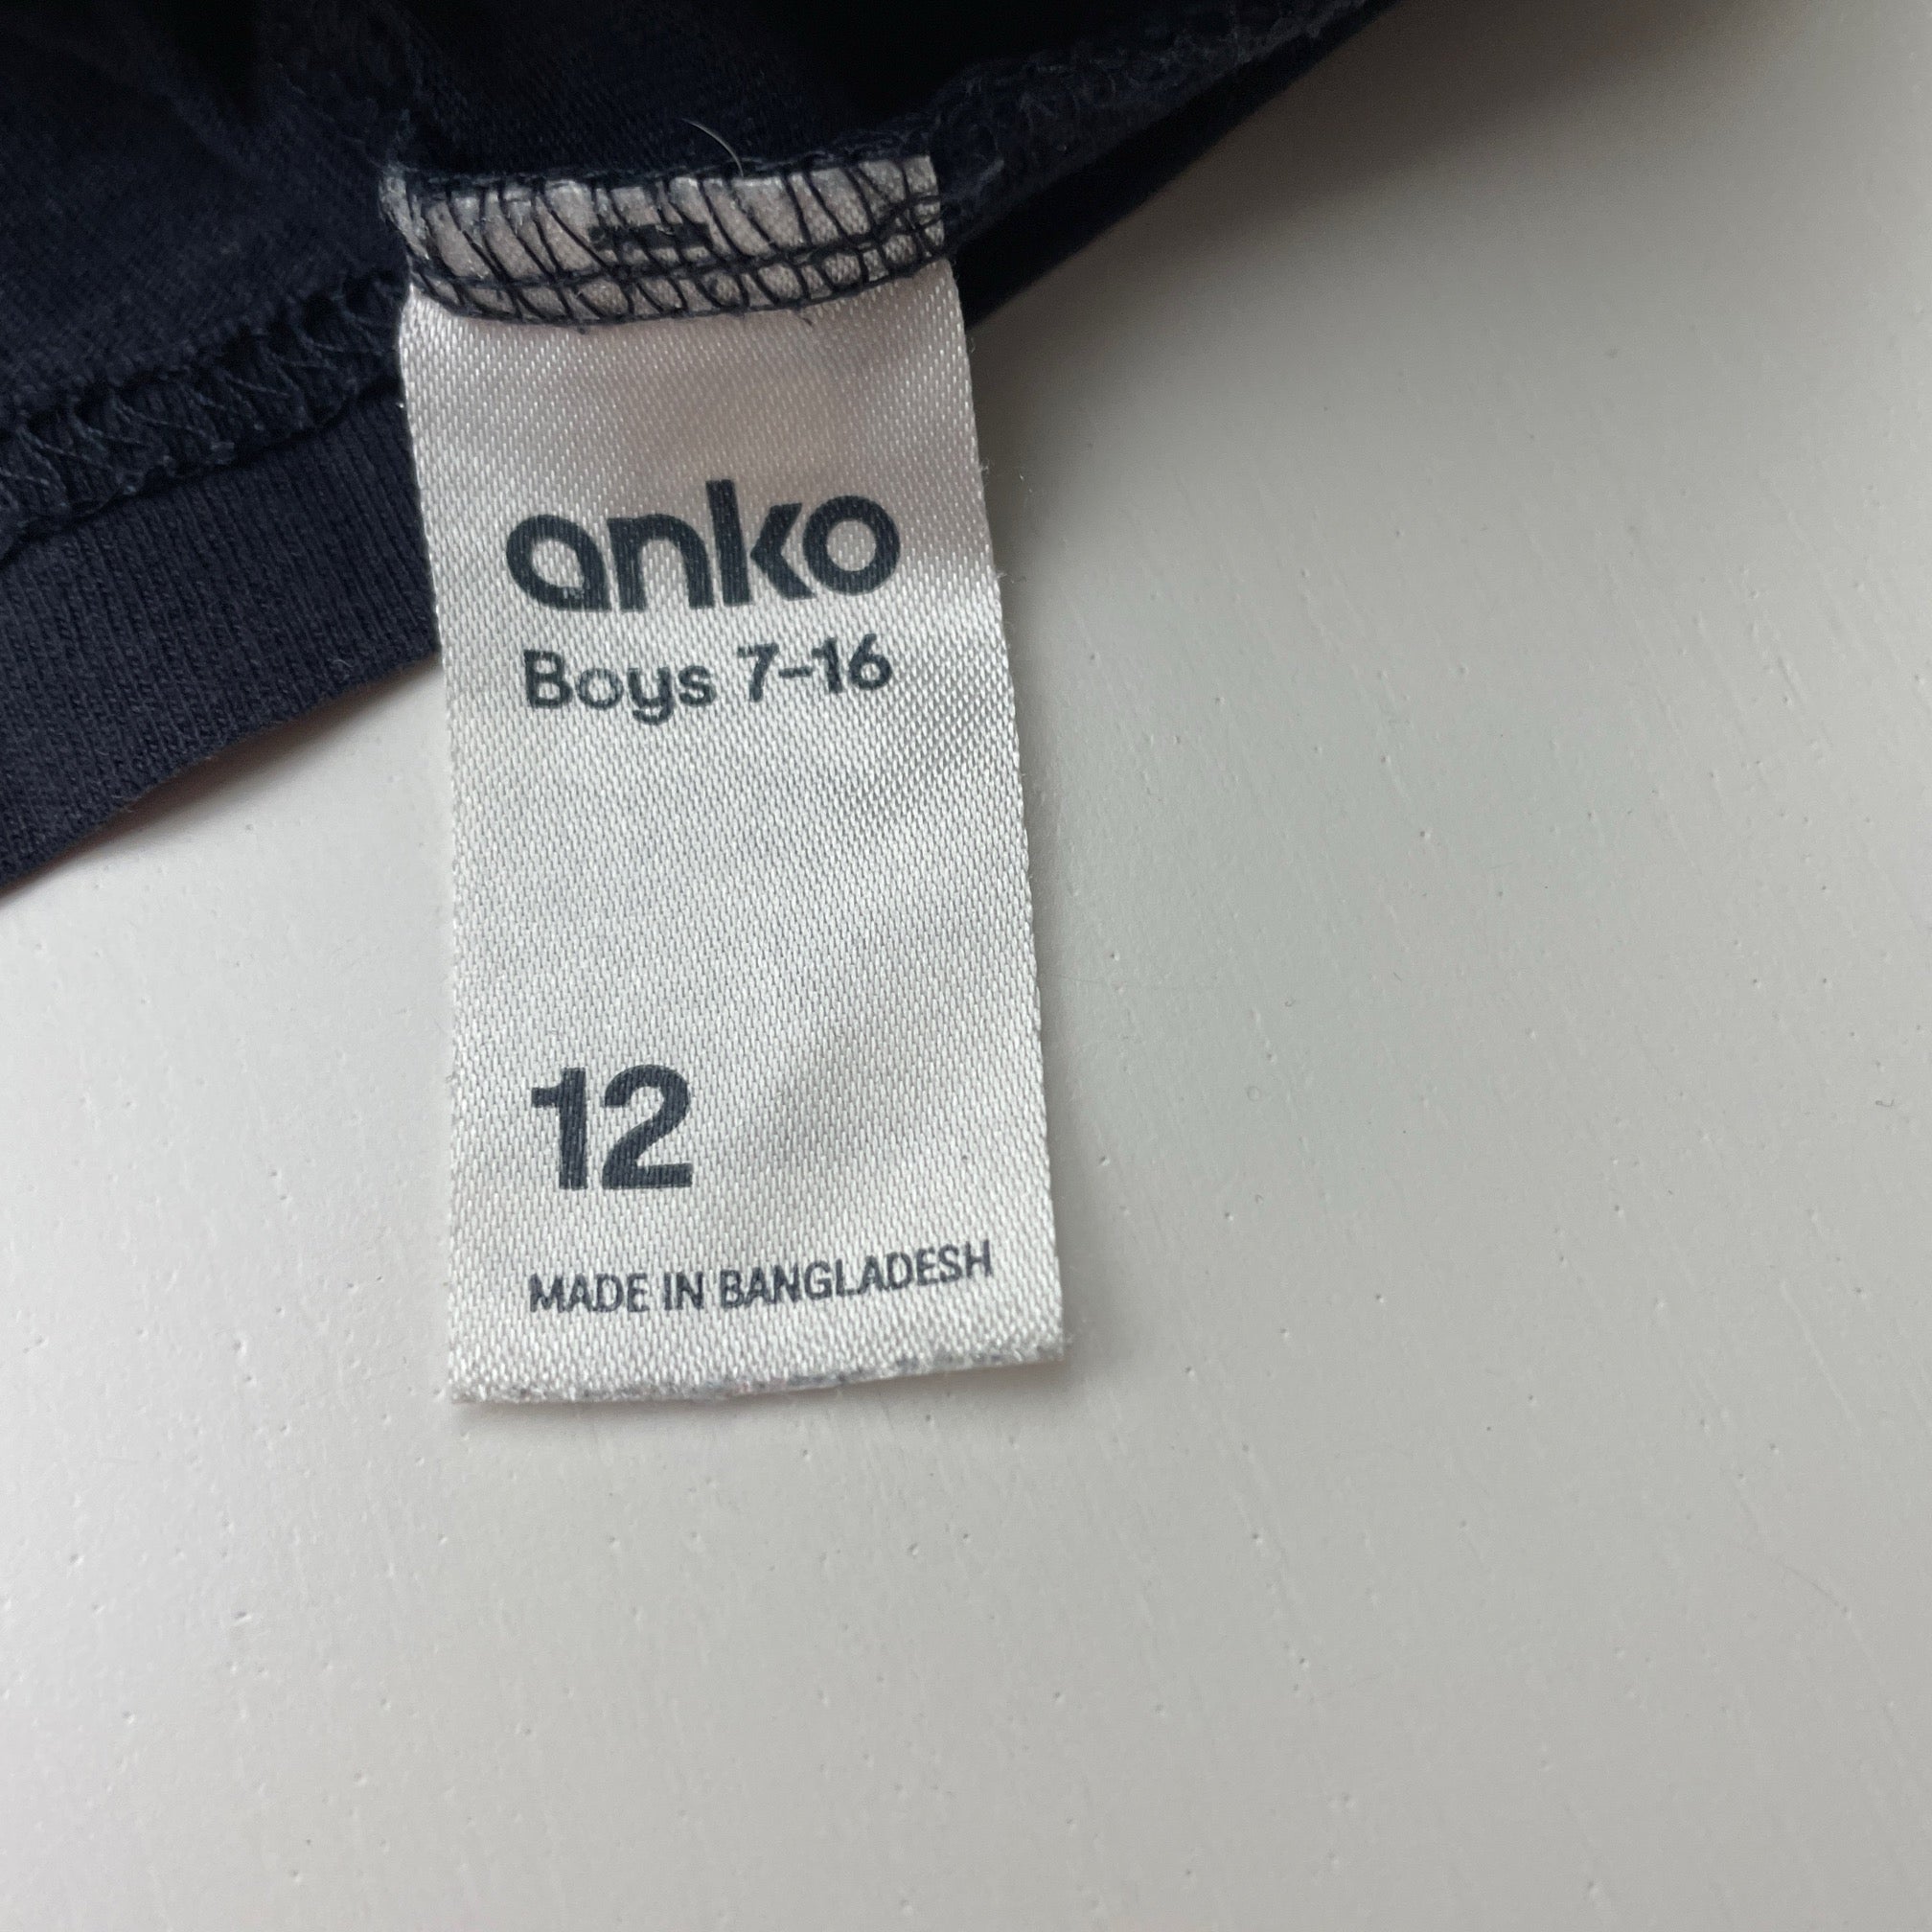 anko
Boys 7-16
12
MADE IN BANGLADESH